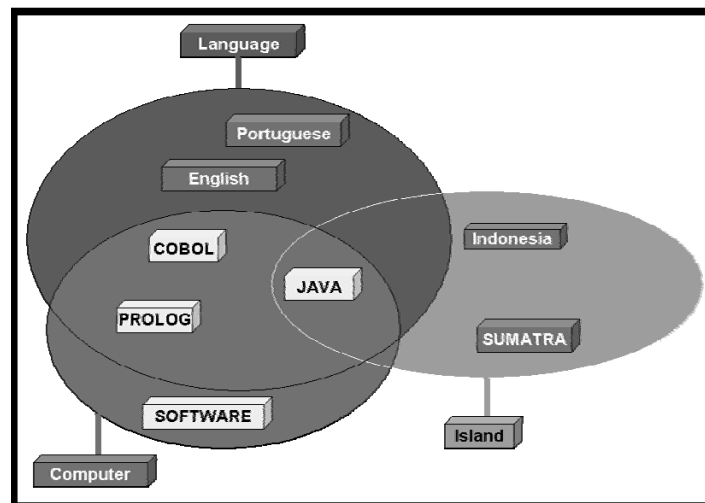 Language
Portuguese
English
COBOL
Indonesia
JAVA
PROLOG
SUMATRA
SOFTWARE
Island
Computer